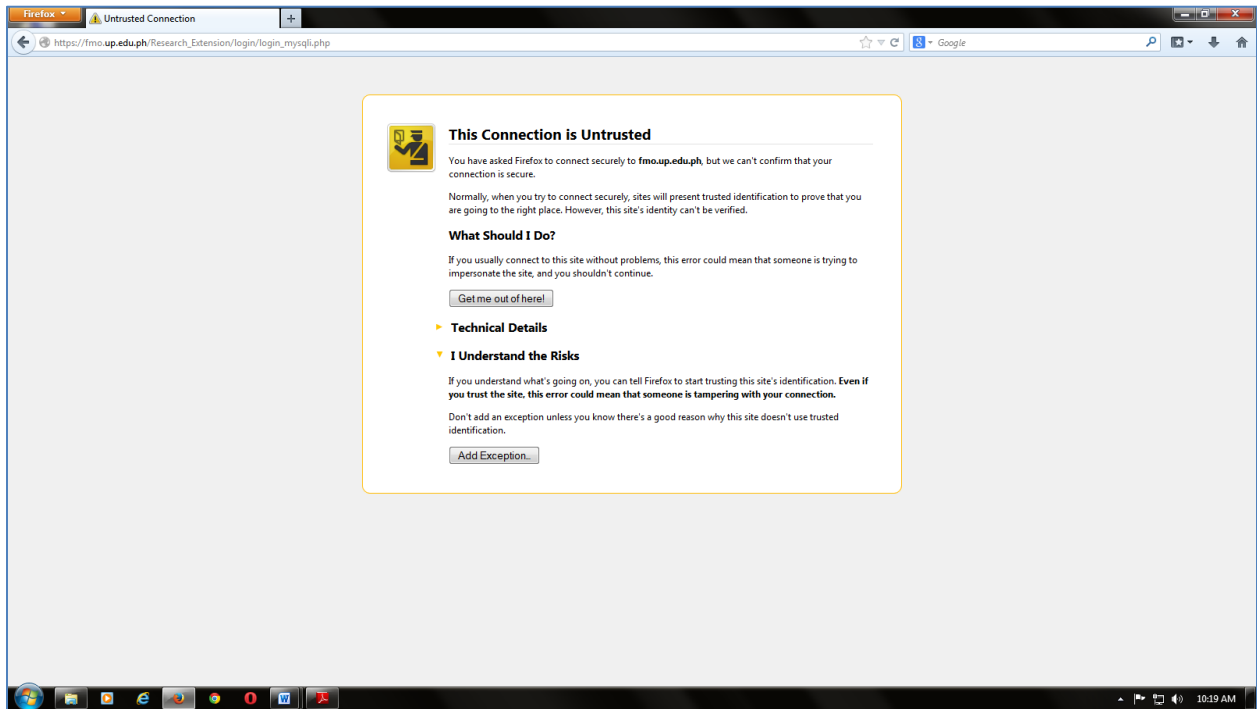 Firefox
Untrusted Connection
https://fmo.up.edu.ph/Research_Extension/login/login_mysqli.php
Google
This Connection is Untrusted
You have asked Firefox to connect securely to fmo.up.edu.ph, but we can't confirm that your
connection is secure.
Normally, when you try to connect securely, sites will present trusted identification to prove that you
are going to the right place. However, this site's identity can't be verified.
What Should I Do?
If you usually connect to this site without problems, this error could mean that someone is trying to
impersonate the site, and you shouldn't continue.
Get me out of here!
Technical Details
I Understand the Risks
If you understand what's going on, you can tell Firefox to start trusting this site's identification. Even if
you trust the site, this error could mean that someone is tampering with your connection.
Don't add an exception unless you know there's a good reason why this site doesn't use trusted
identification.
Add Exception...
10:19 AM